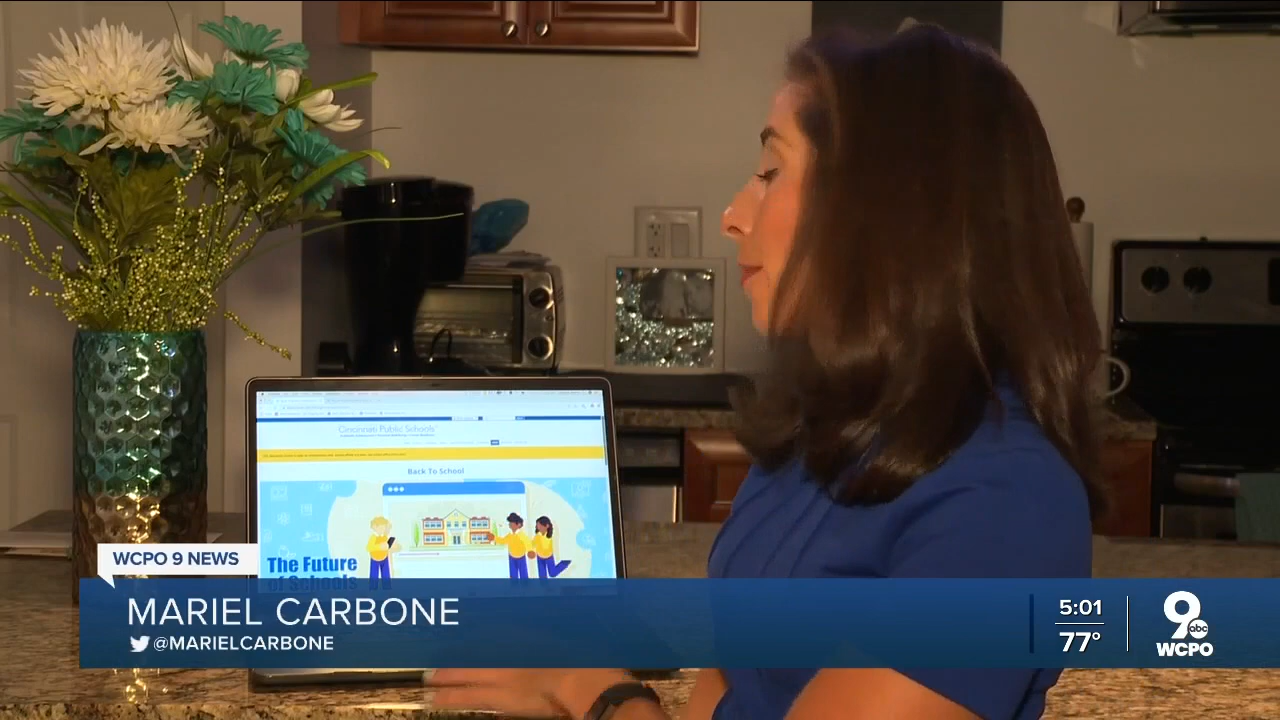 Cincinnati Public Schools
Back To School
The Future
of Schools
WCPO 9 NEWS
MARIEL CARBONE
@MARIELCARBONE
5:01
77°
9
abc
WCPO